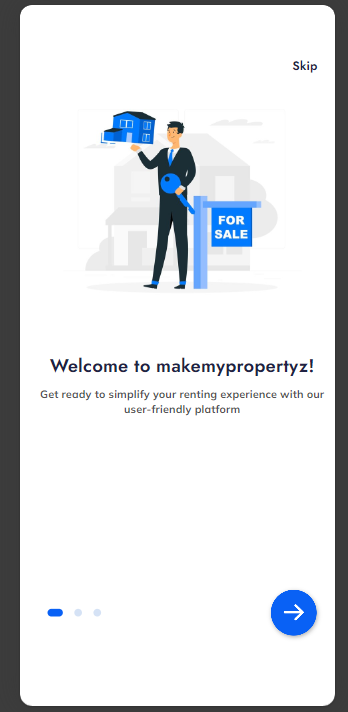 Skip
FOR
SALE
Welcome to makemypropertyz!
Get ready to simplify your renting experience with our
user-friendly platform